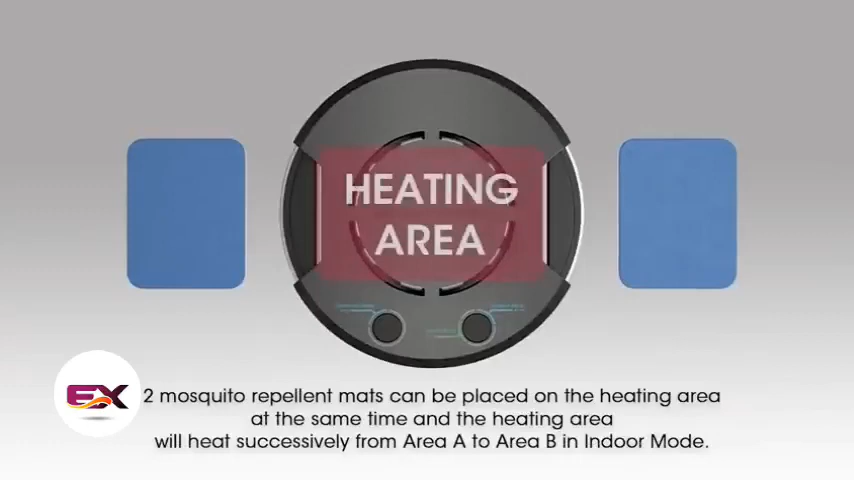 HEATING
AREA
EX
2 mosquito repellent mats can be placed on the heating area
at the same time and the heating area
will heat successively from Area A to Area B in Indoor Mode.